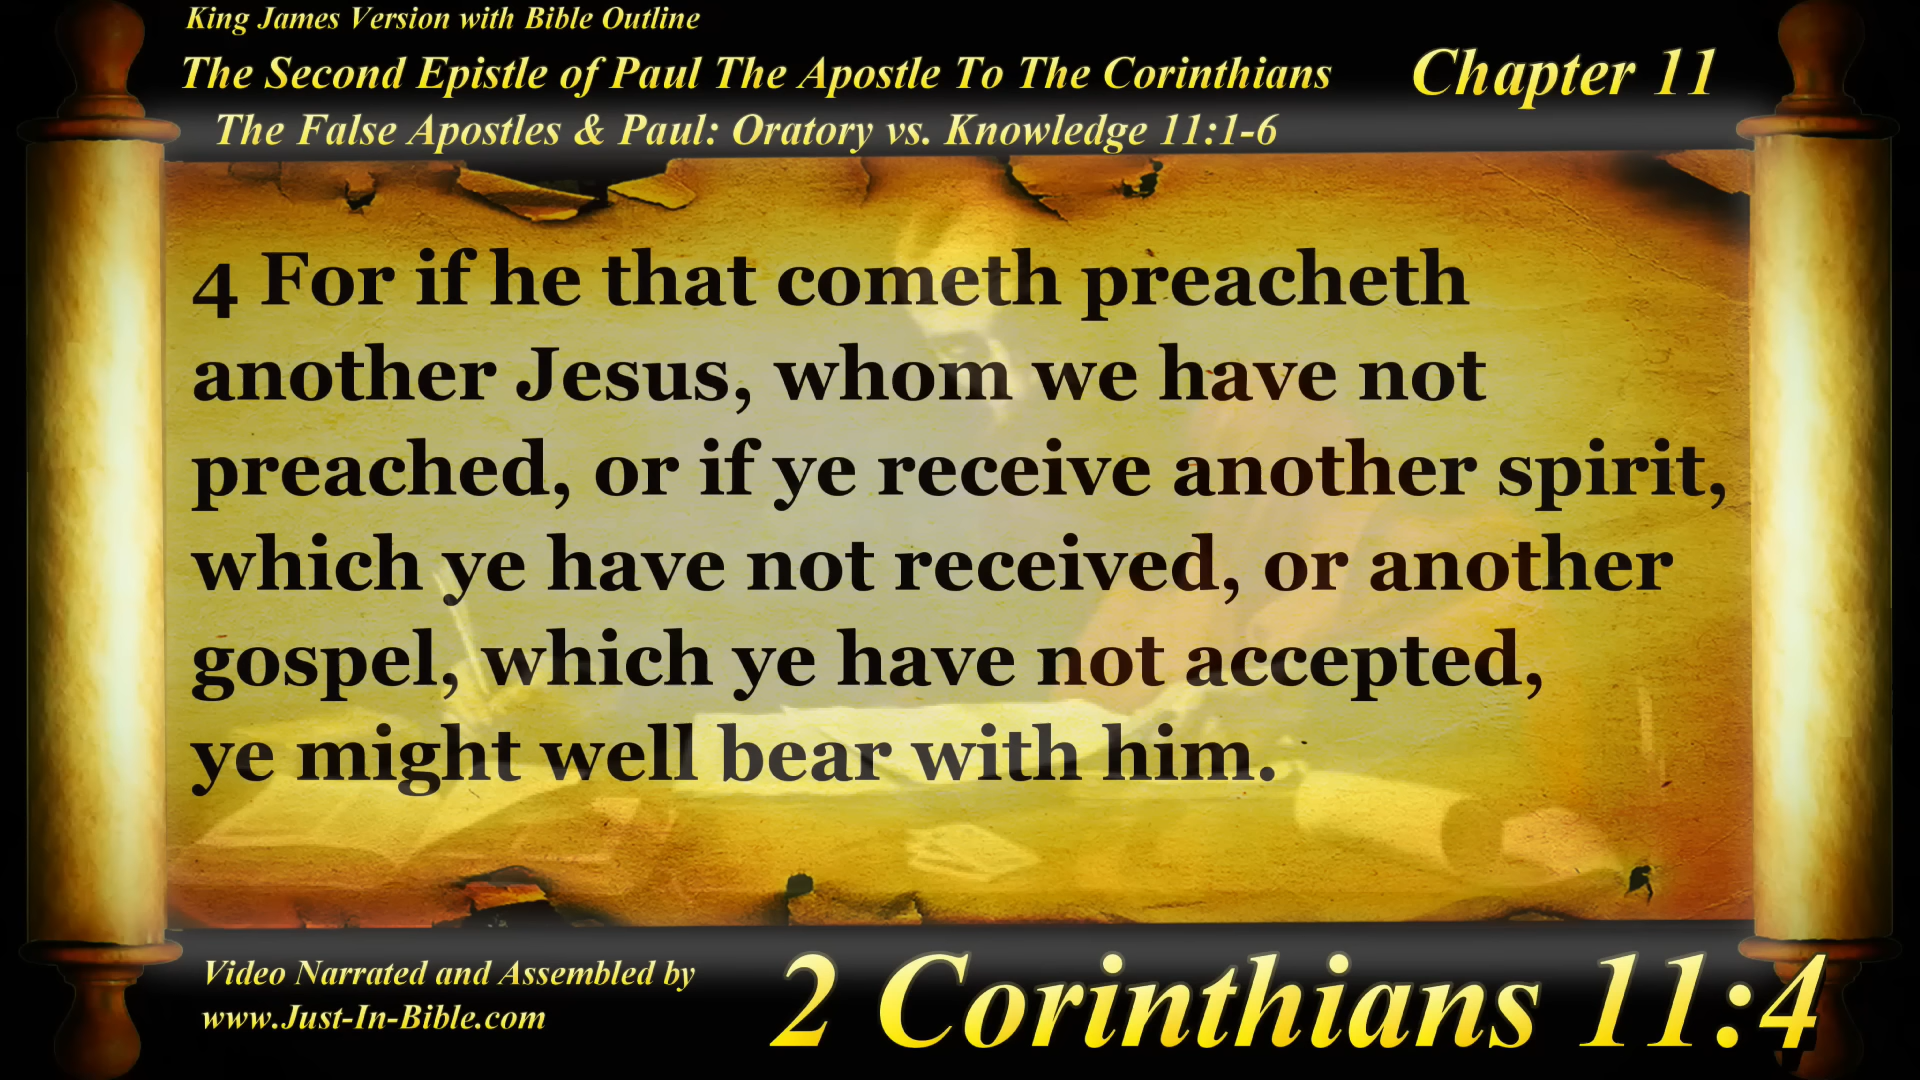 King James Version with Bible Outline
The Second Epistle of Paul The Apostle To The Corinthians
Chapter 11
The False Apostles & Paul: Oratory vs. Knowledge 11:1-6
4 For if he that cometh preacheth
another Jesus, whom we have not
preached, or if ye receive another spirit,
which ye have not received, or another
gospel, which ye have not accepted,
ye might well bear with him.
Video Narrated and Assembled by
www.Just-In-Bible.com
2 Corinthians 11:4